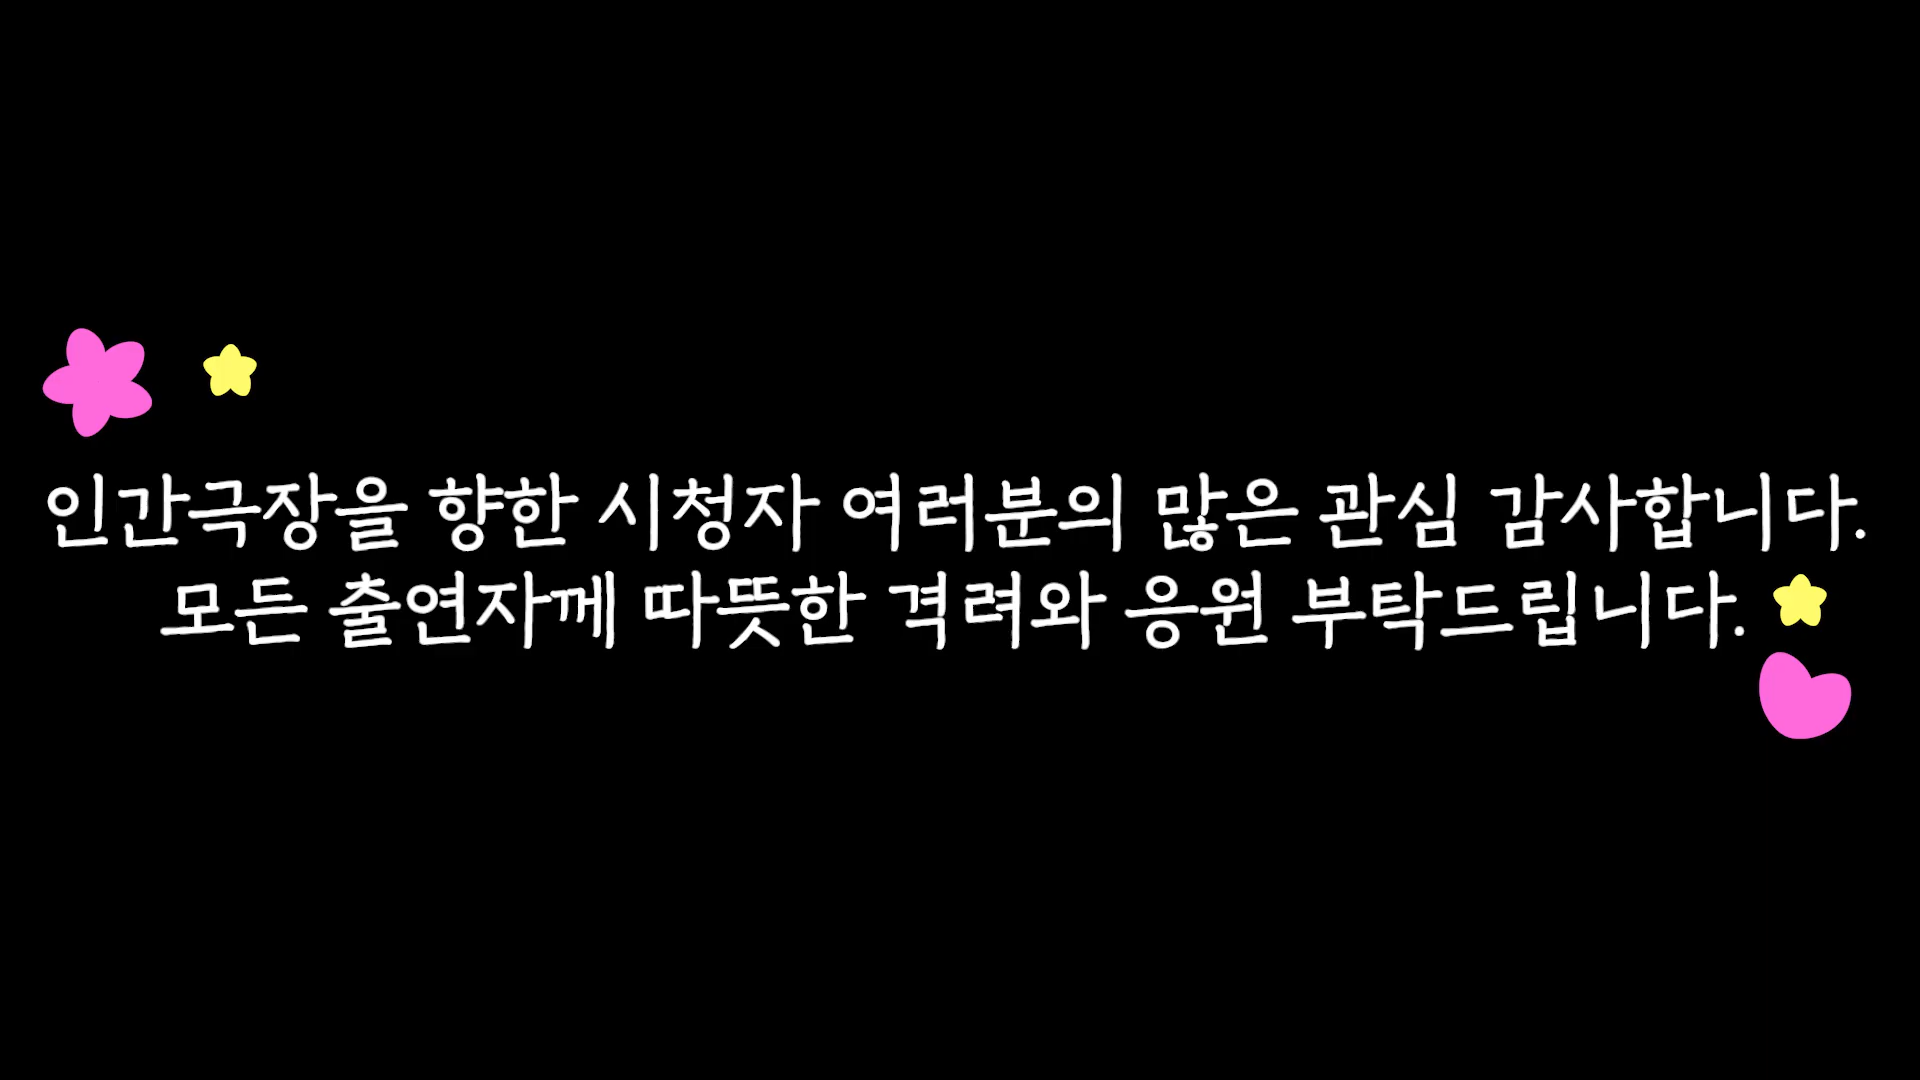 인간극장을 향한 시청자 여러분의 많은 관심 감사합니다.
모든 출연자께 따뜻한 격려와 응원 부탁드립니다.